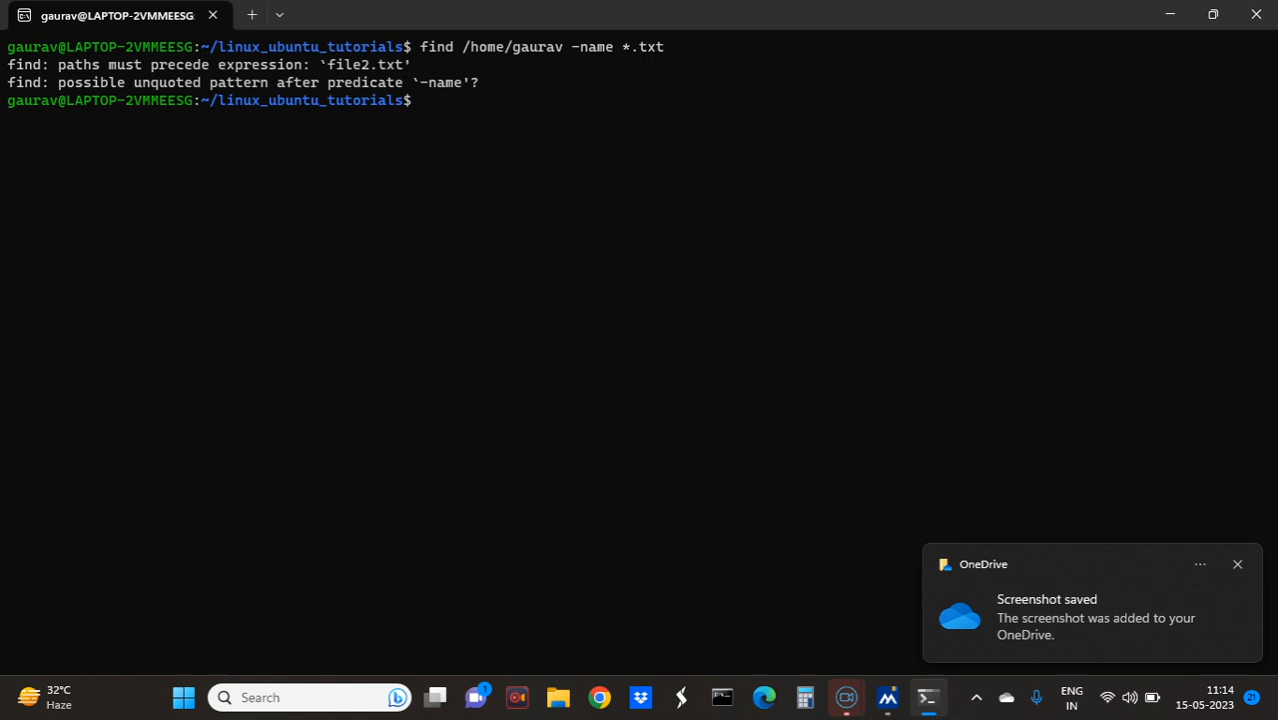 gaurav@LAPTOP-2VMMEESG:
gaurav@LAPTOP-2VMMEESG:~/linux_ubuntu_tutorials$ find /home/gaurav -name *.txt
find: paths must precede expression: `file2.txt'
find: possible unquoted pattern after predicate `-name'?
gaurav@LAPTOP-2VMMEESG:~/linux_ubuntu_tutorials$
OneDrive
Screenshot saved
The screenshot was added to your
OneDrive.
32°C
Haze
Search
1
ENG
IN
11:14
15-05-2023
21